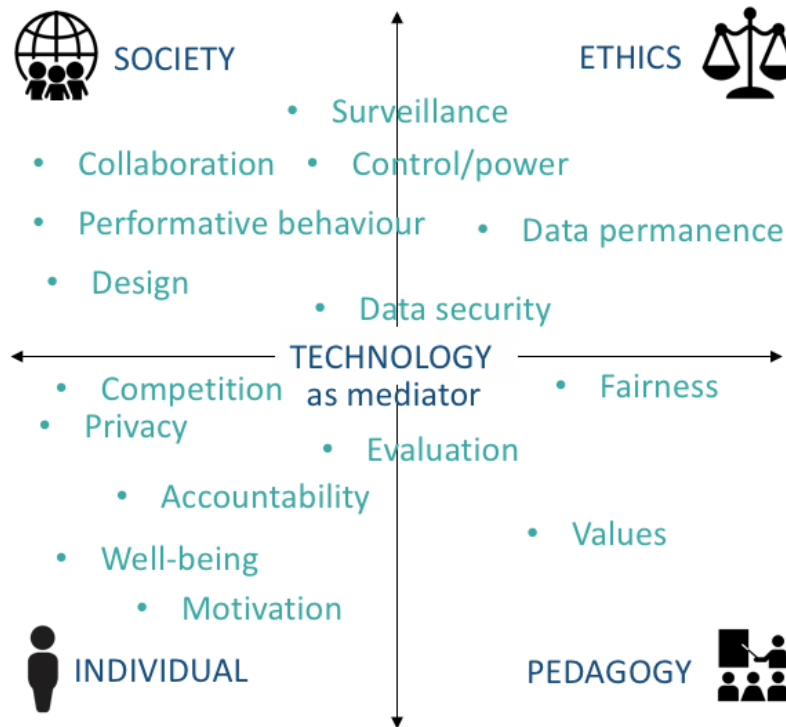 SOCIETY
ETHICS
• Surveillance
• Collaboration
• Control/power
• Performative behaviour
• Data permanence
• Design
• Data security
TECHNOLOGY
as mediator
• Competition
• Fairness
• Privacy
• Evaluation
• Accountability
• Values
• Well-being
• Motivation
INDIVIDUAL
PEDAGOGY